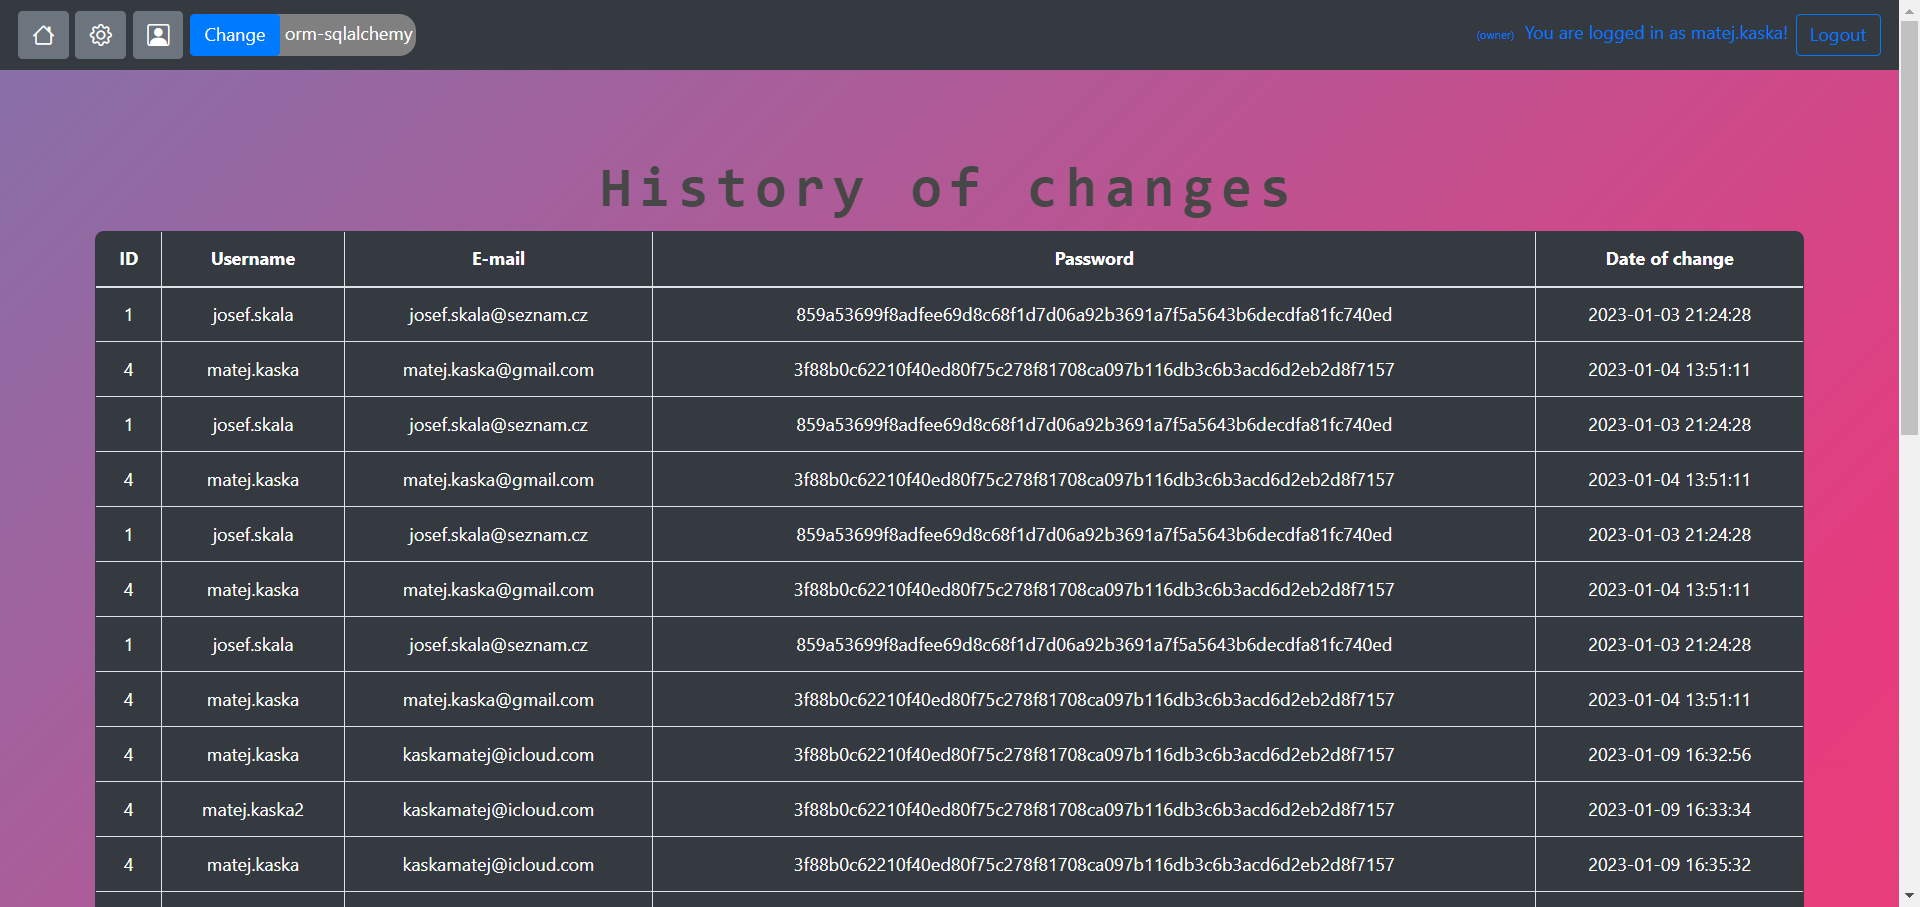 Change orm-sqlalchemy (owner) You are logged in as matej.kaska! Logout
History of changes
ID Username E-mail Password Date of change
1 josef.skala josef.skala@seznam.cz 859a53699f8adfee69d8c68f1d7d06a92b3691a7f5a5643b6decdfa81fc740ed 2023-01-03 21:24:28
4 matej.kaska matej.kaska@gmail.com 3f88b0c62210f40ed80f75c278f81708ca097b116db3c6b3acd6d2eb2d8f7157 2023-01-04 13:51:11
1 josef.skala josef.skala@seznam.cz 859a53699f8adfee69d8c68f1d7d06a92b3691a7f5a5643b6decdfa81fc740ed 2023-01-03 21:24:28
4 matej.kaska matej.kaska@gmail.com 3f88b0c62210f40ed80f75c278f81708ca097b116db3c6b3acd6d2eb2d8f7157 2023-01-04 13:51:11
1 josef.skala josef.skala@seznam.cz 859a53699f8adfee69d8c68f1d7d06a92b3691a7f5a5643b6decdfa81fc740ed 2023-01-03 21:24:28
4 matej.kaska matej.kaska@gmail.com 3f88b0c62210f40ed80f75c278f81708ca097b116db3c6b3acd6d2eb2d8f7157 2023-01-04 13:51:11
1 josef.skala josef.skala@seznam.cz 859a53699f8adfee69d8c68f1d7d06a92b3691a7f5a5643b6decdfa81fc740ed 2023-01-03 21:24:28
4 matej.kaska matej.kaska@gmail.com 3f88b0c62210f40ed80f75c278f81708ca097b116db3c6b3acd6d2eb2d8f7157 2023-01-04 13:51:11
4 matej.kaska kaskamatej@icloud.com 3f88b0c62210f40ed80f75c278f81708ca097b116db3c6b3acd6d2eb2d8f7157 2023-01-09 16:32:56
4 matej.kaska2 kaskamatej@icloud.com 3f88b0c62210f40ed80f75c278f81708ca097b116db3c6b3acd6d2eb2d8f7157 2023-01-09 16:33:34
4 matej.kaska kaskamatej@icloud.com 3f88b0c62210f40ed80f75c278f81708ca097b116db3c6b3acd6d2eb2d8f7157 2023-01-09 16:35:32